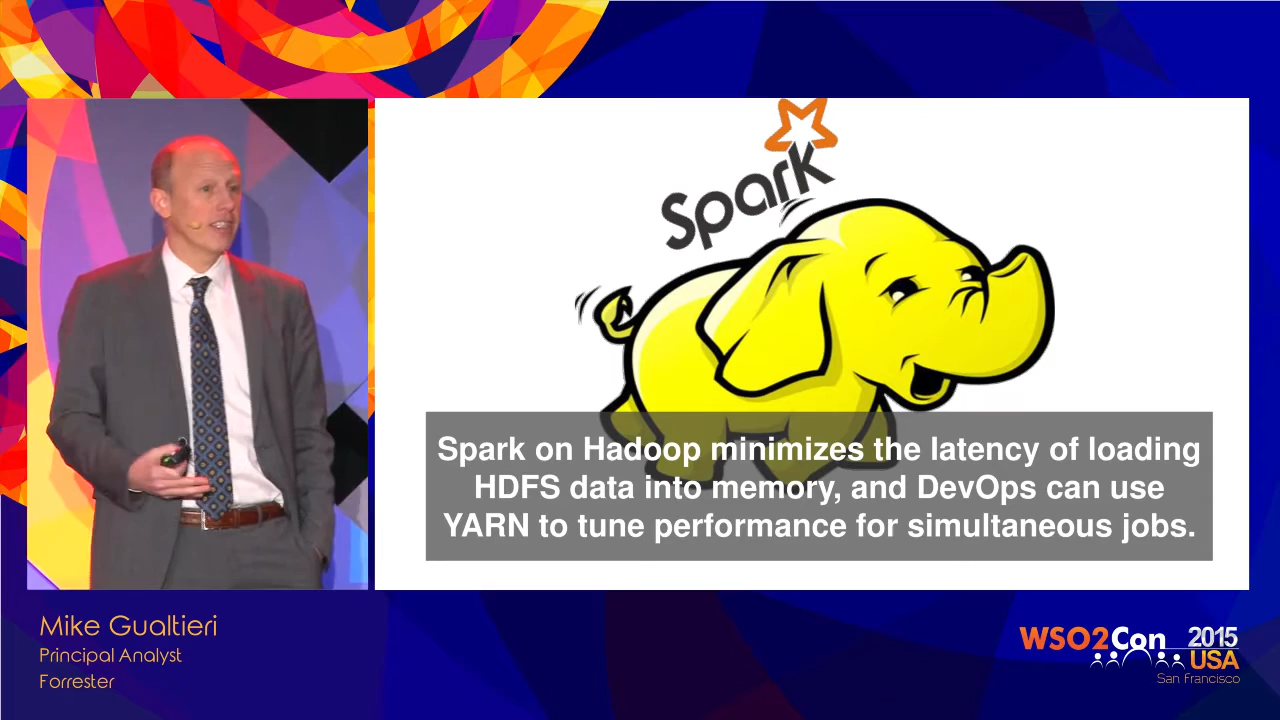 Spark
Spark on Hadoop minimizes the latency of loading
HDFS data into memory, and DevOps can use
YARN to tune performance for simultaneous jobs.
Mike Gualtieri
Principal Analyst
Forrester
WSO2Con 2015
USA
San Francisco